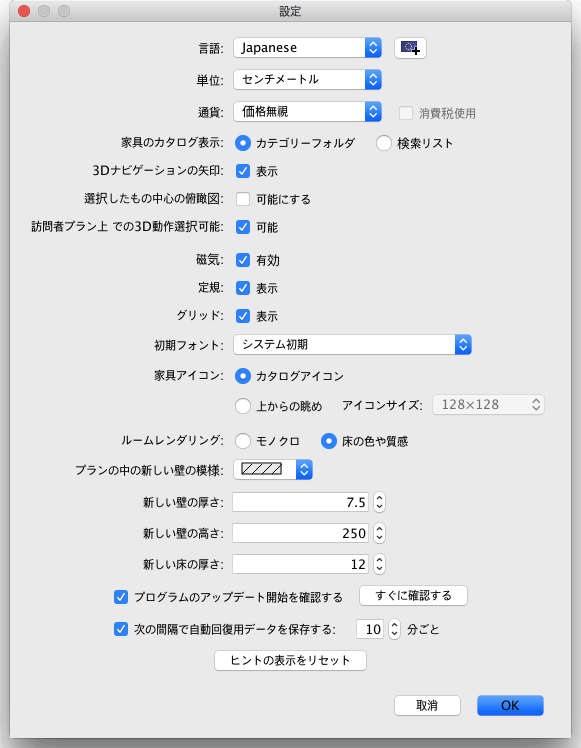 設定
言語: Japanese
単位: センチメートル
通貨: 価格無視 消費税使用
家具のカタログ表示: カテゴリーフォルダ 検索リスト
3Dナビゲーションの矢印: 表示
選択したもの中心の俯瞰図: 可能にする
訪問者プラン上 での3D動作選択可能: 可能
磁気: 有効
定規: 表示
グリッド: 表示
初期フォント: システム初期
家具アイコン: カタログアイコン
上からの眺め アイコンサイズ: 128×128
ルームレンダリング: モノクロ 床の色や質感
プランの中の新しい壁の模様:
新しい壁の厚さ: 7.5
新しい壁の高さ: 250
新しい床の厚さ: 12
プログラムのアップデート開始を確認する すぐに確認する
次の間隔で自動回復用データを保存する: 10 分ごと
ヒントの表示をリセット
取消 OK